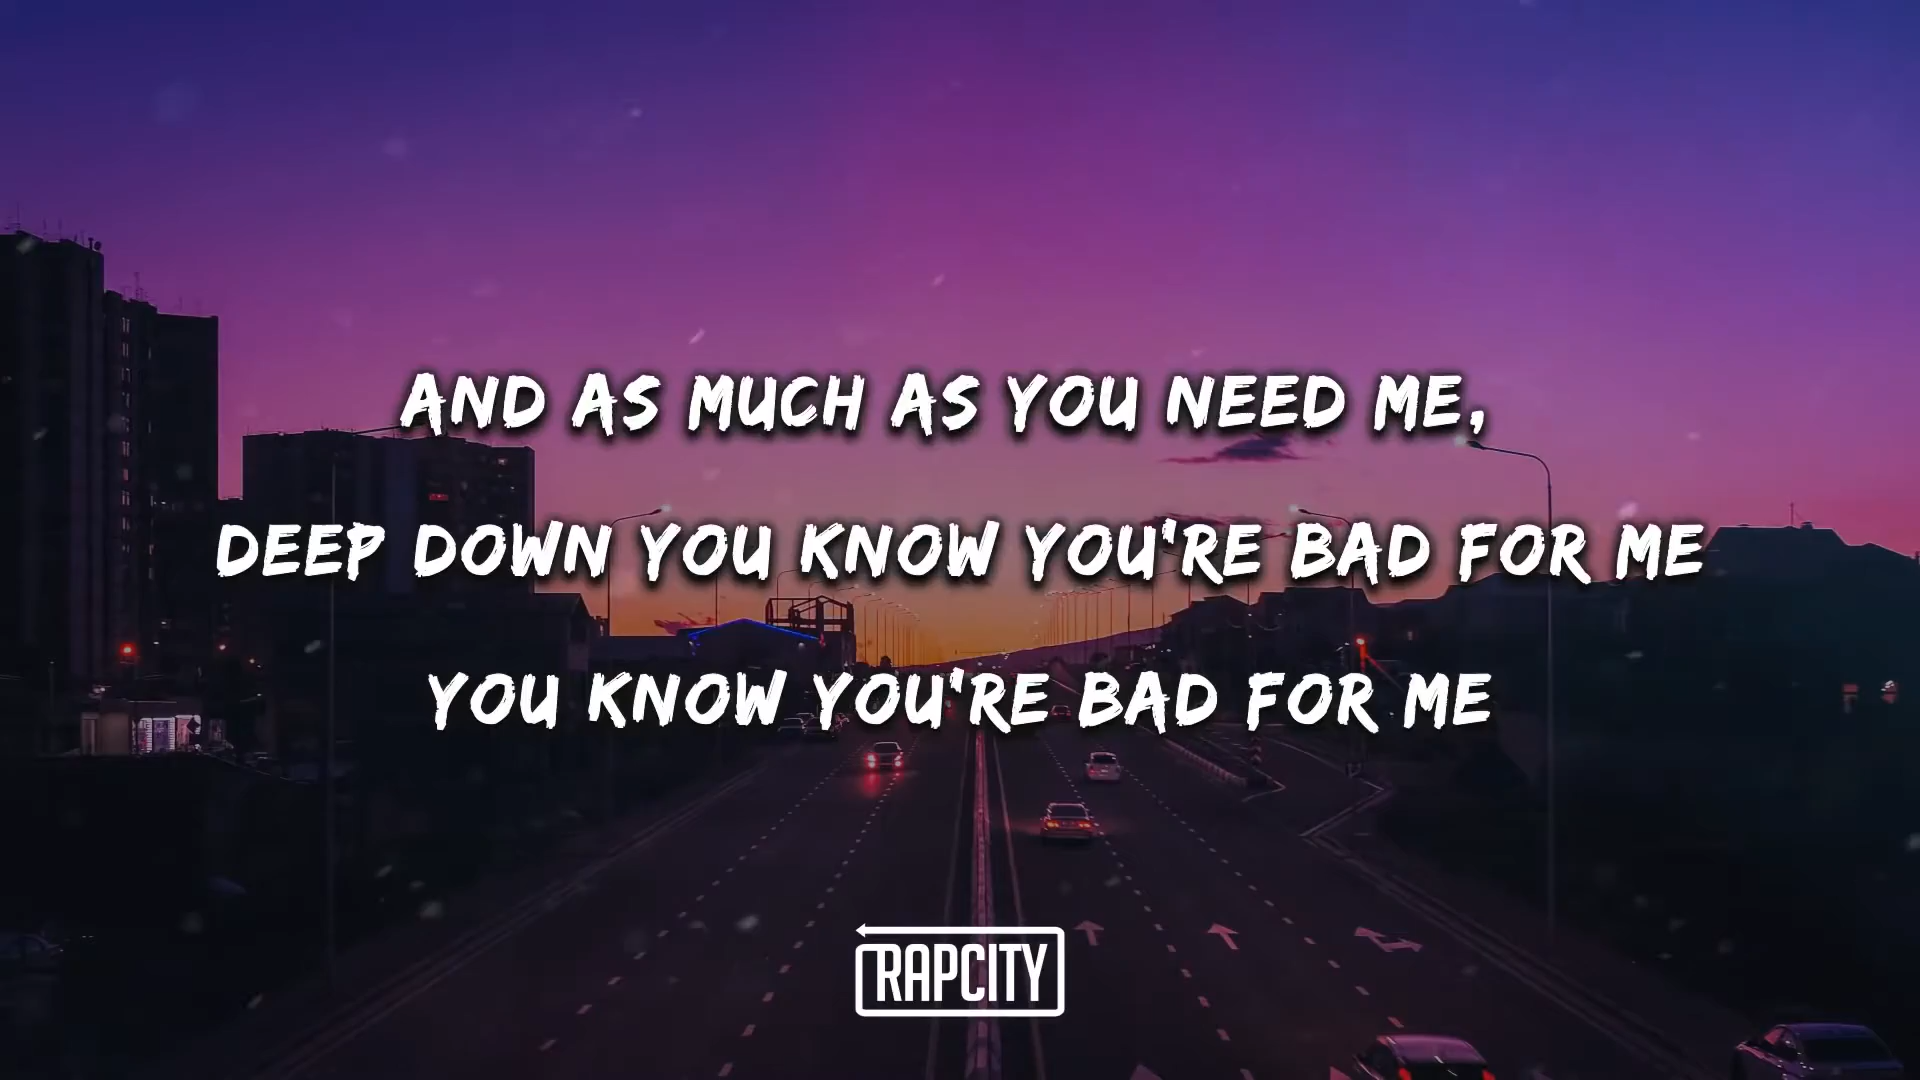 AND AS MUCH AS YOU NEED ME,
DEEP DOWN YOU KNOW YOU'RE BAD FOR ME
YOU KNOW YOU'RE BAD FOR ME
RAPCITY